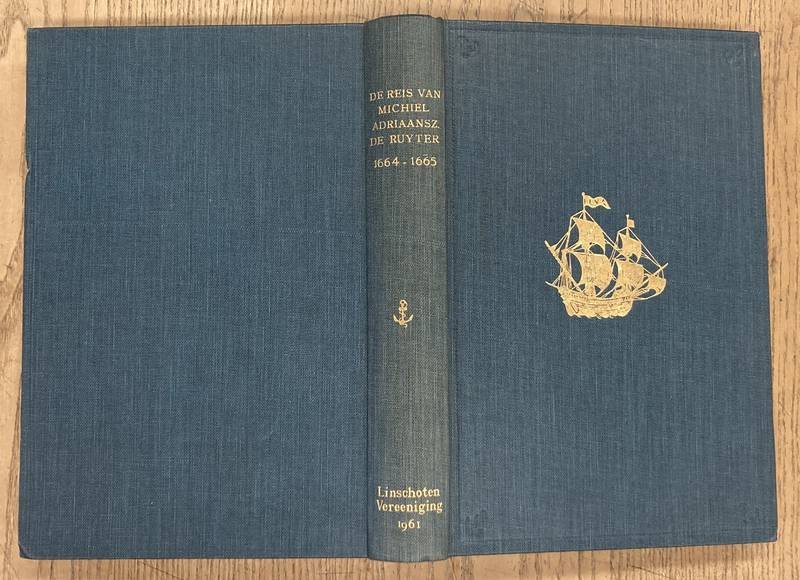 DE REIS VAN
MICHIEL
ADRIAANSZ.
DE RUYTER
1664 - 1665
Linschoten
Vereeniging
1961